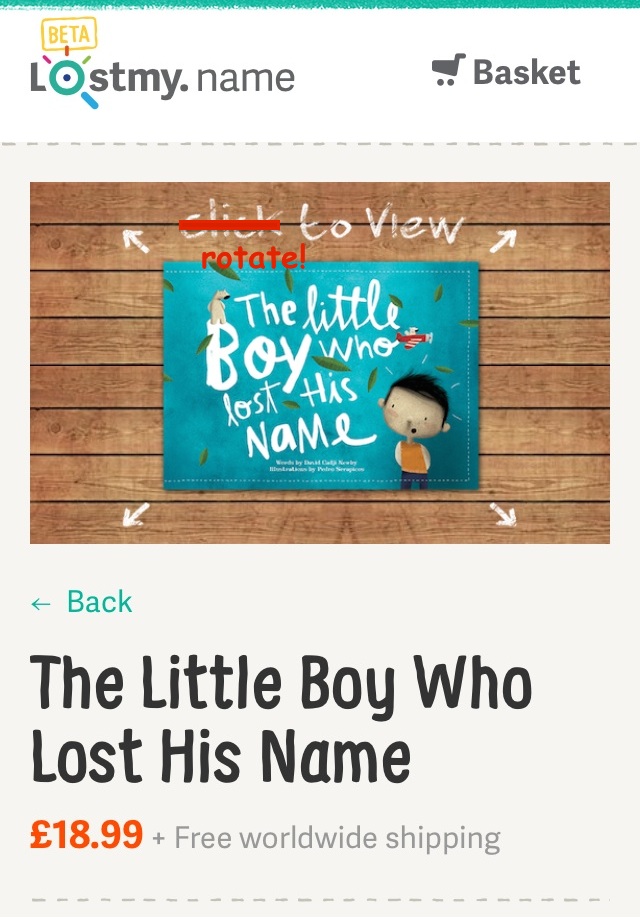 BETA
Lostmy.name
Basket
click to View
rotate!
The little
Boy who
lost His
NaMe
Words by David Cadji-Newby
Illustrations by Pedro Serapicos
← Back
The Little Boy Who
Lost His Name
£18.99 + Free worldwide shipping